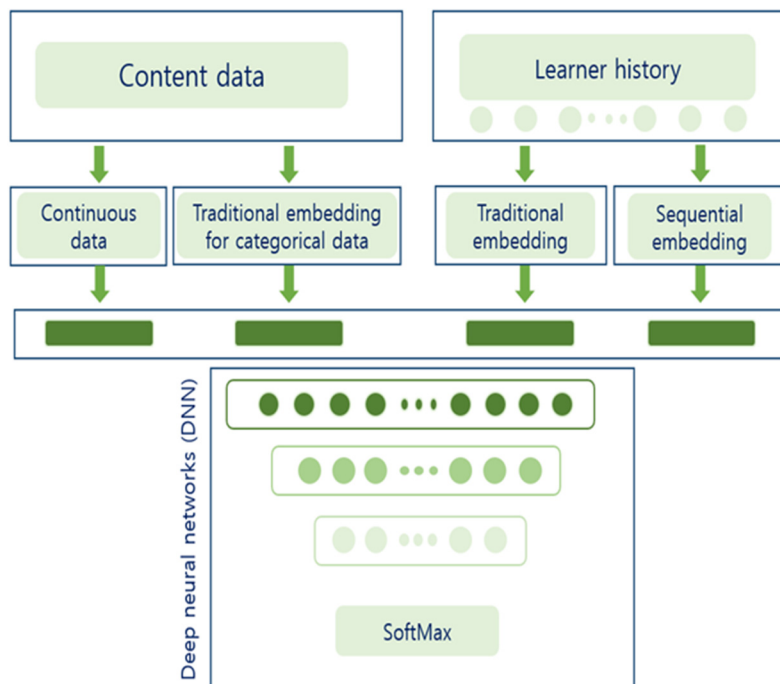 Content data
Learner history
Continuous
data
Traditional embedding
for categorical data
Traditional
embedding
Sequential
embedding
Deep neural networks (DNN)
SoftMax